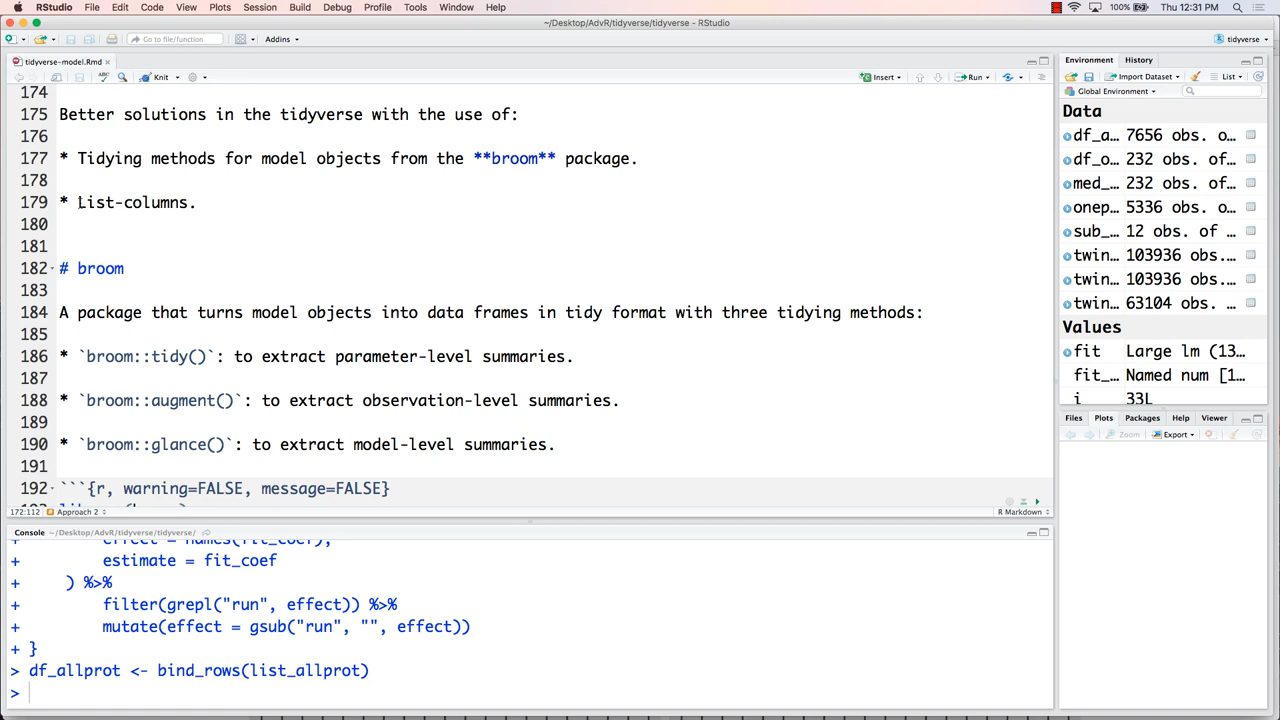 RStudio File Edit Code View Plots Session Build Debug Profile Tools Window Help 100% Thu 12:31 PM
~/Desktop/AdvR/tidyverse/tidyverse - RStudio
Go to file/function Addins tidyverse
tidyverse-model.Rmd
Knit Insert Run
174
175 Better solutions in the tidyverse with the use of:
176
177 * Tidying methods for model objects from the **broom** package.
178
179 * List-columns.
180
181
182 # broom
183
184 A package that turns model objects into data frames in tidy format with three tidying methods:
185
186 * `broom::tidy()`: to extract parameter-level summaries.
187
188 * `broom::augment()`: to extract observation-level summaries.
189
190 * `broom::glance()`: to extract model-level summaries.
191
192 ```{r, warning=FALSE, message=FALSE}
172:112 Approach 2 R Markdown
Console ~/Desktop/AdvR/tidyverse/tidyverse/
+ effect = names(fit_coef),
+ estimate = fit_coef
+ ) %>%
+ filter(grepl("run", effect)) %>%
+ mutate(effect = gsub("run", "", effect))
+ }
> df_allprot <- bind_rows(list_allprot)
>
Environment History
Import Dataset List
Global Environment
Data
df_a… 7656 obs. o…
df_o… 232 obs. of…
med_… 232 obs. of…
onep… 5336 obs. o…
sub_… 12 obs. of …
twin… 103936 obs.…
twin… 103936 obs.…
twin… 63104 obs. …
Values
fit Large lm (13…
fit_… Named num [1…
i 33L
Files Plots Packages Help Viewer
Zoom Export